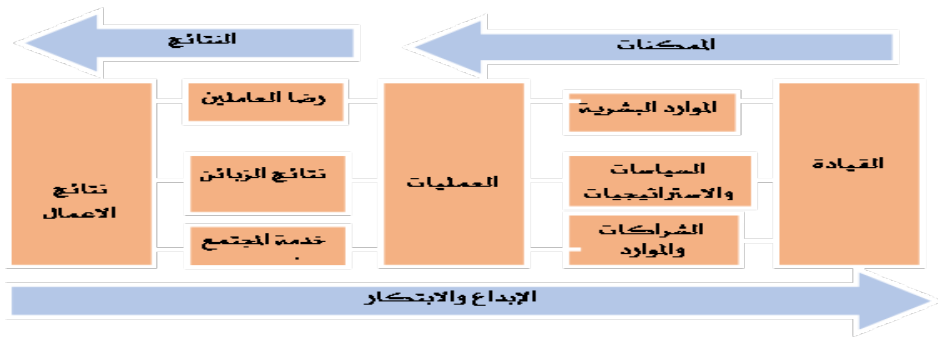 الممكنات
النتائج
القيادة
الموارد البشرية
السياسات
والاستراتيجيات
الشراكات
والموارد
العمليات
رضا العاملين
نتائج الزبائن
خدمة المجتمع
نتائج
الاعمال
الإبداع والابتكار